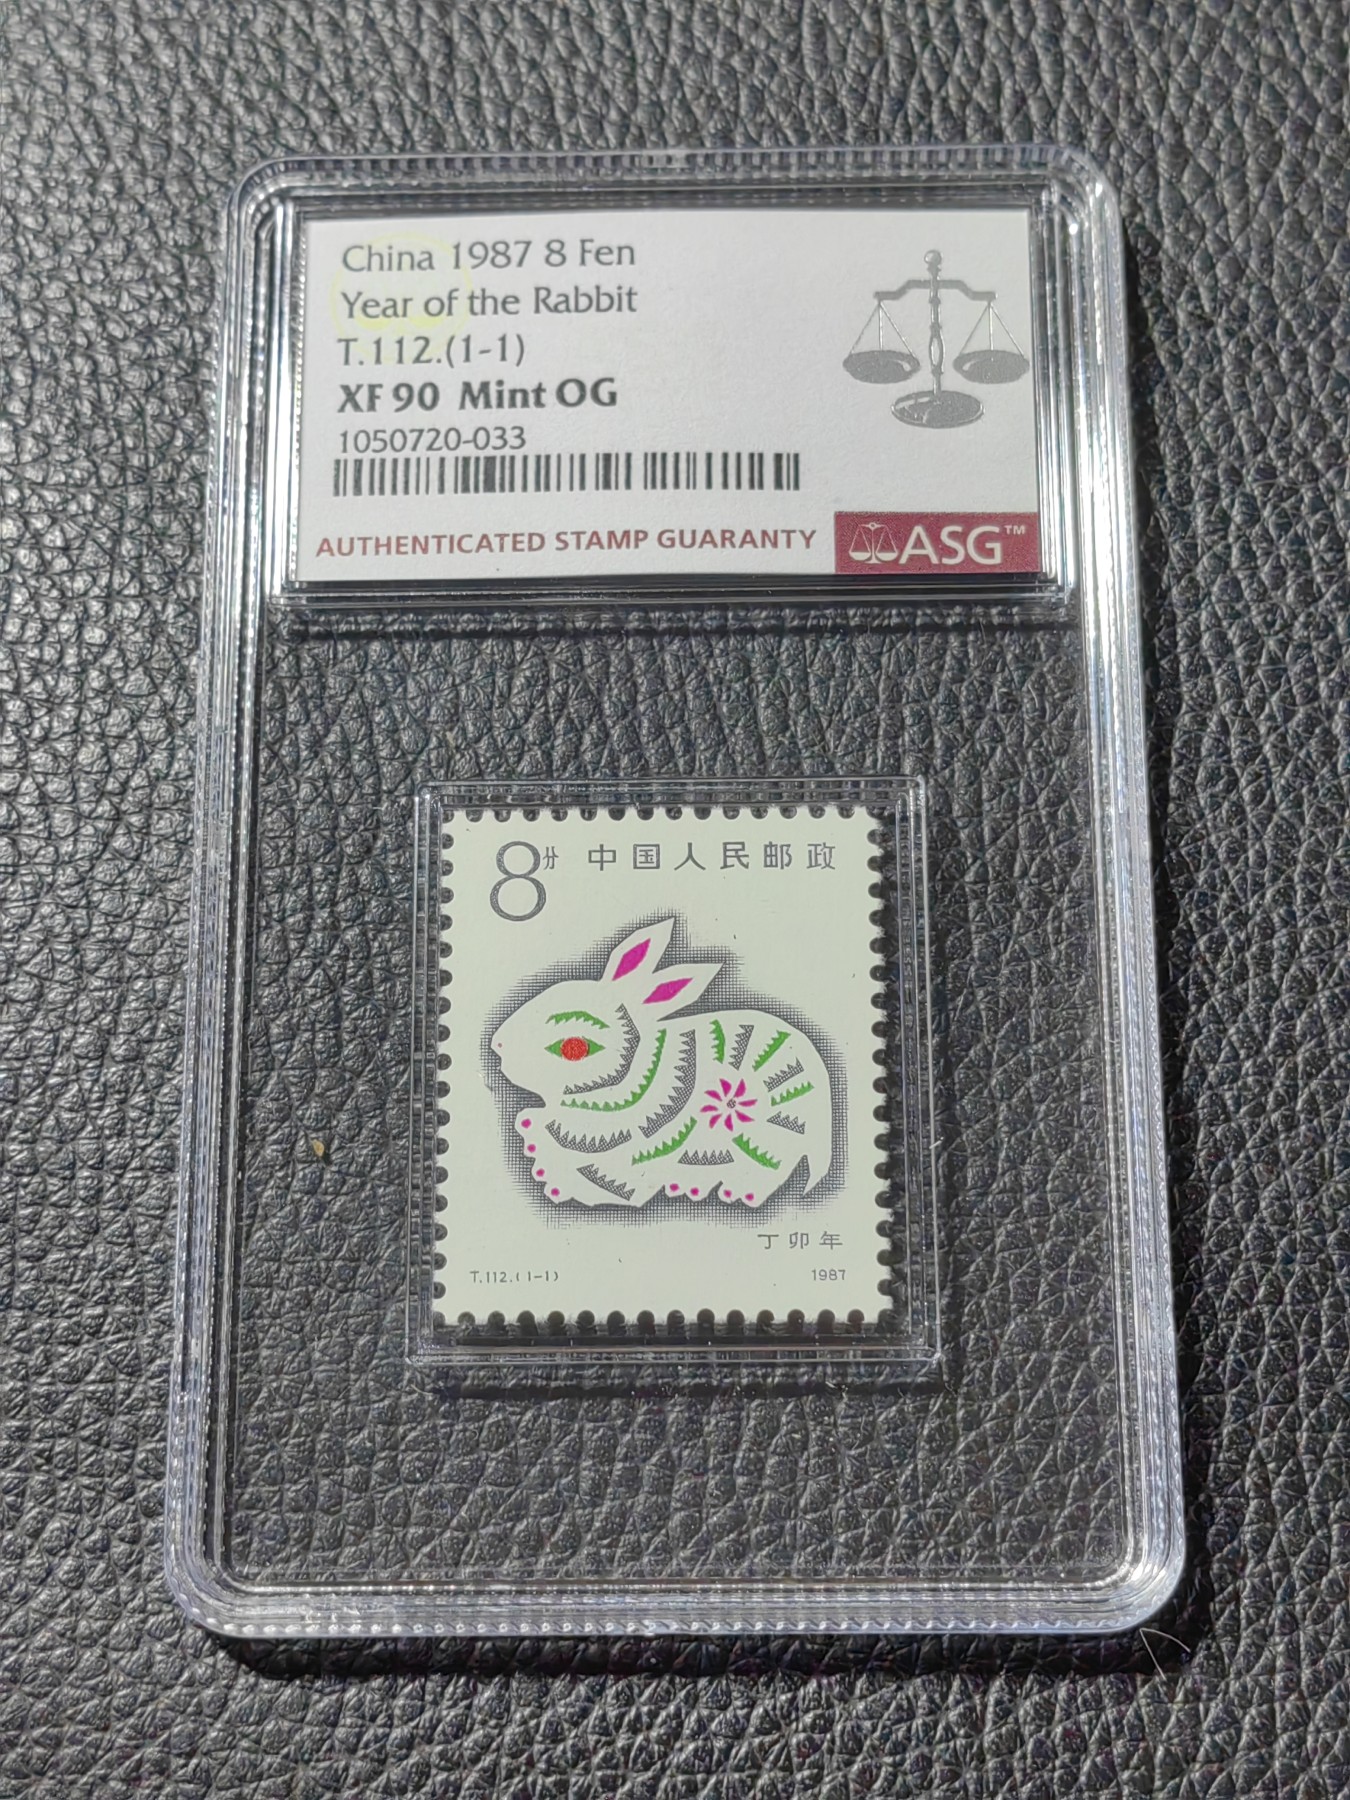 China 1987 8 Fen
Year of the Rabbit
T.112.(1-1)
XF 90 Mint OG
1050720-033
AUTHENTICATED STAMP GUARANTY
ASG™
8分 中国人民邮政
丁卯年
T.112.(1-1) 1987